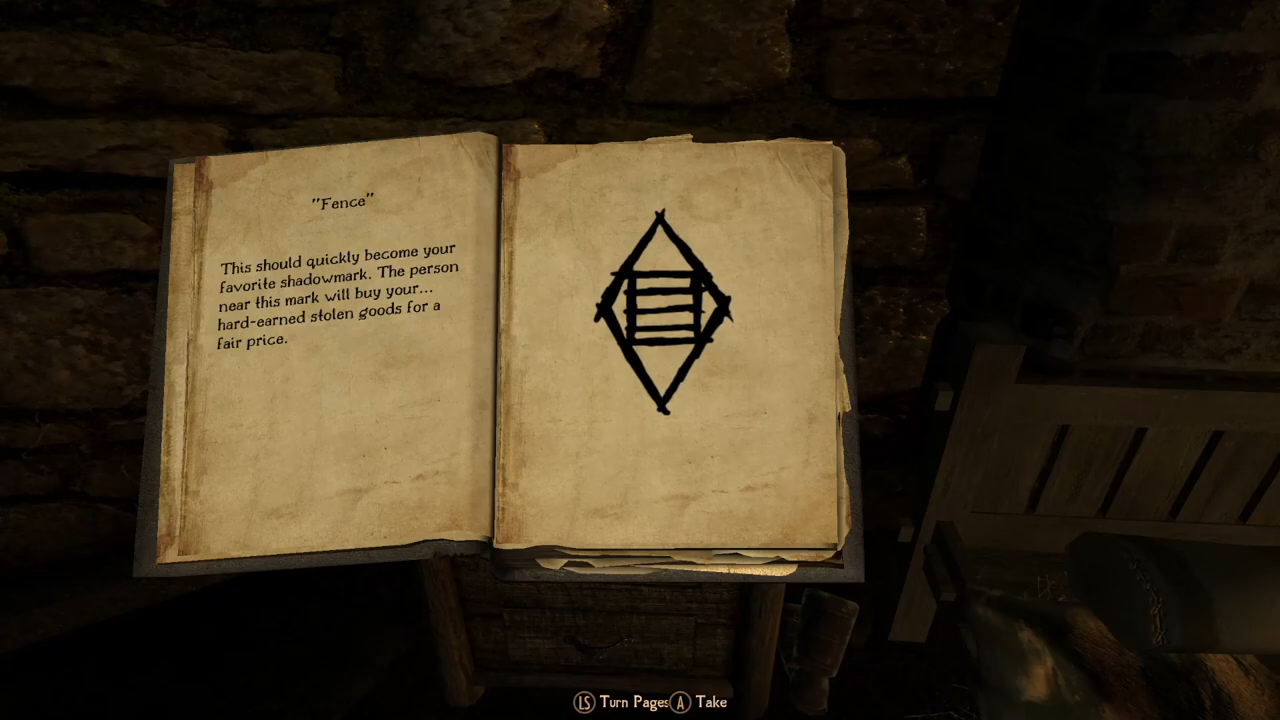 "Fence"
This should quickly become your
favorite shadowmark. The person
near this mark will buy your...
hard-earned stolen goods for a
fair price.
LS Turn Pages A Take